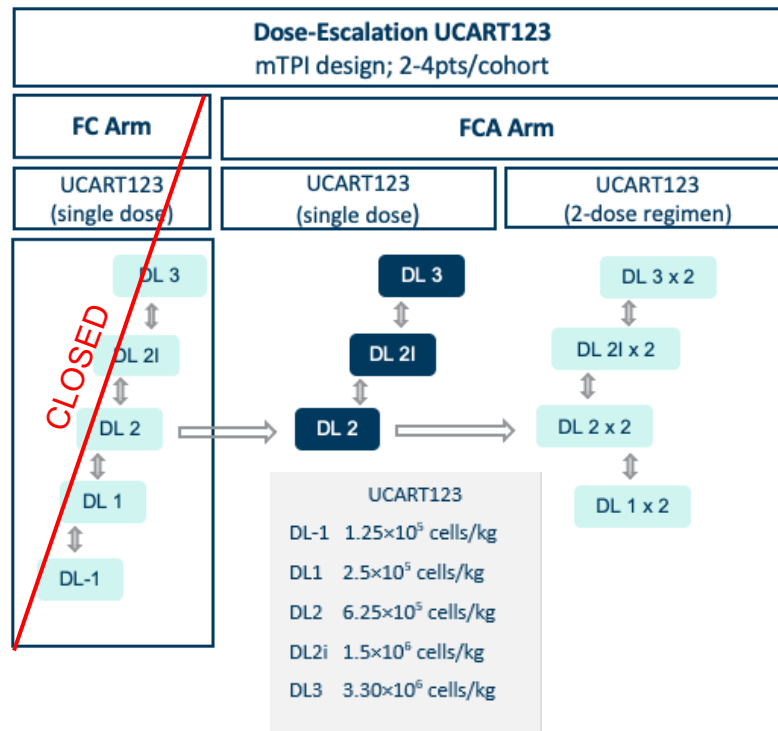 Dose-Escalation UCART123
mTPI design; 2-4pts/cohort
FC Arm
FCA Arm
UCART123
(single dose)
UCART123
(single dose)
UCART123
(2-dose regimen)
CLOSED
DL 3
DL 2I
DL 2
DL 1
DL-1
DL 3
DL 2I
DL 2
DL 3 x 2
DL 2I x 2
DL 2 x 2
DL 1 x 2
UCART123
DL-1 1.25×10⁵ cells/kg
DL1 2.5×10⁵ cells/kg
DL2 6.25×10⁵ cells/kg
DL2i 1.5×10⁶ cells/kg
DL3 3.30×10⁶ cells/kg